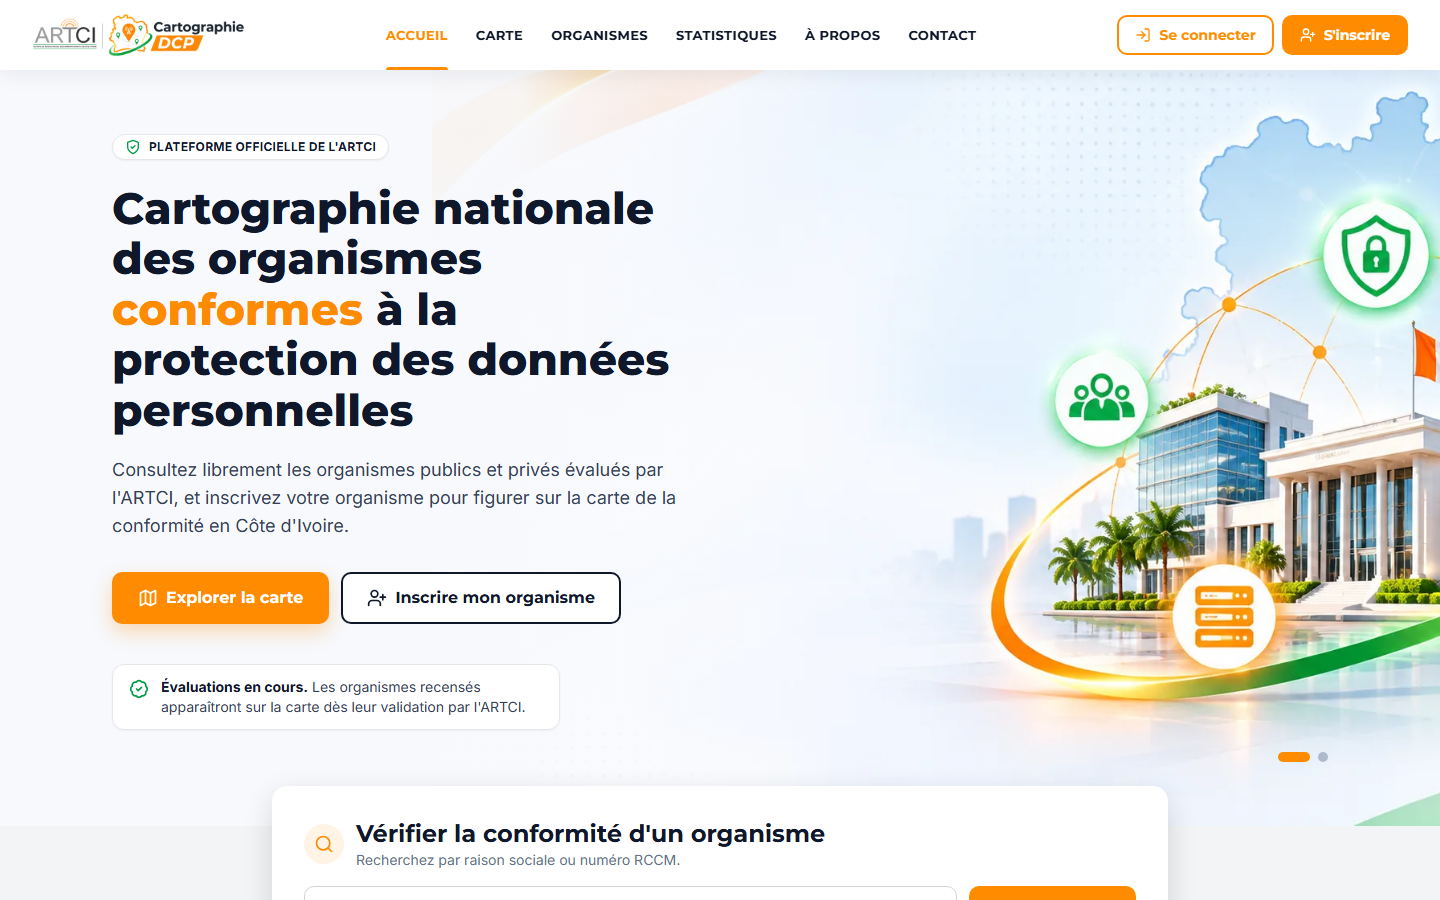 ARTCI
Cartographie
DCP
ACCUEIL
CARTE
ORGANISMES
STATISTIQUES
À PROPOS
CONTACT
Se connecter
S'inscrire
PLATEFORME OFFICIELLE DE L'ARTCI
Cartographie nationale
des organismes
conformes à la
protection des données
personnelles
Consultez librement les organismes publics et privés évalués par
l'ARTCI, et inscrivez votre organisme pour figurer sur la carte de la
conformité en Côte d'Ivoire.
Explorer la carte
Inscrire mon organisme
Évaluations en cours. Les organismes recensés
apparaîtront sur la carte dès leur validation par l'ARTCI.
Vérifier la conformité d'un organisme
Recherchez par raison sociale ou numéro RCCM.